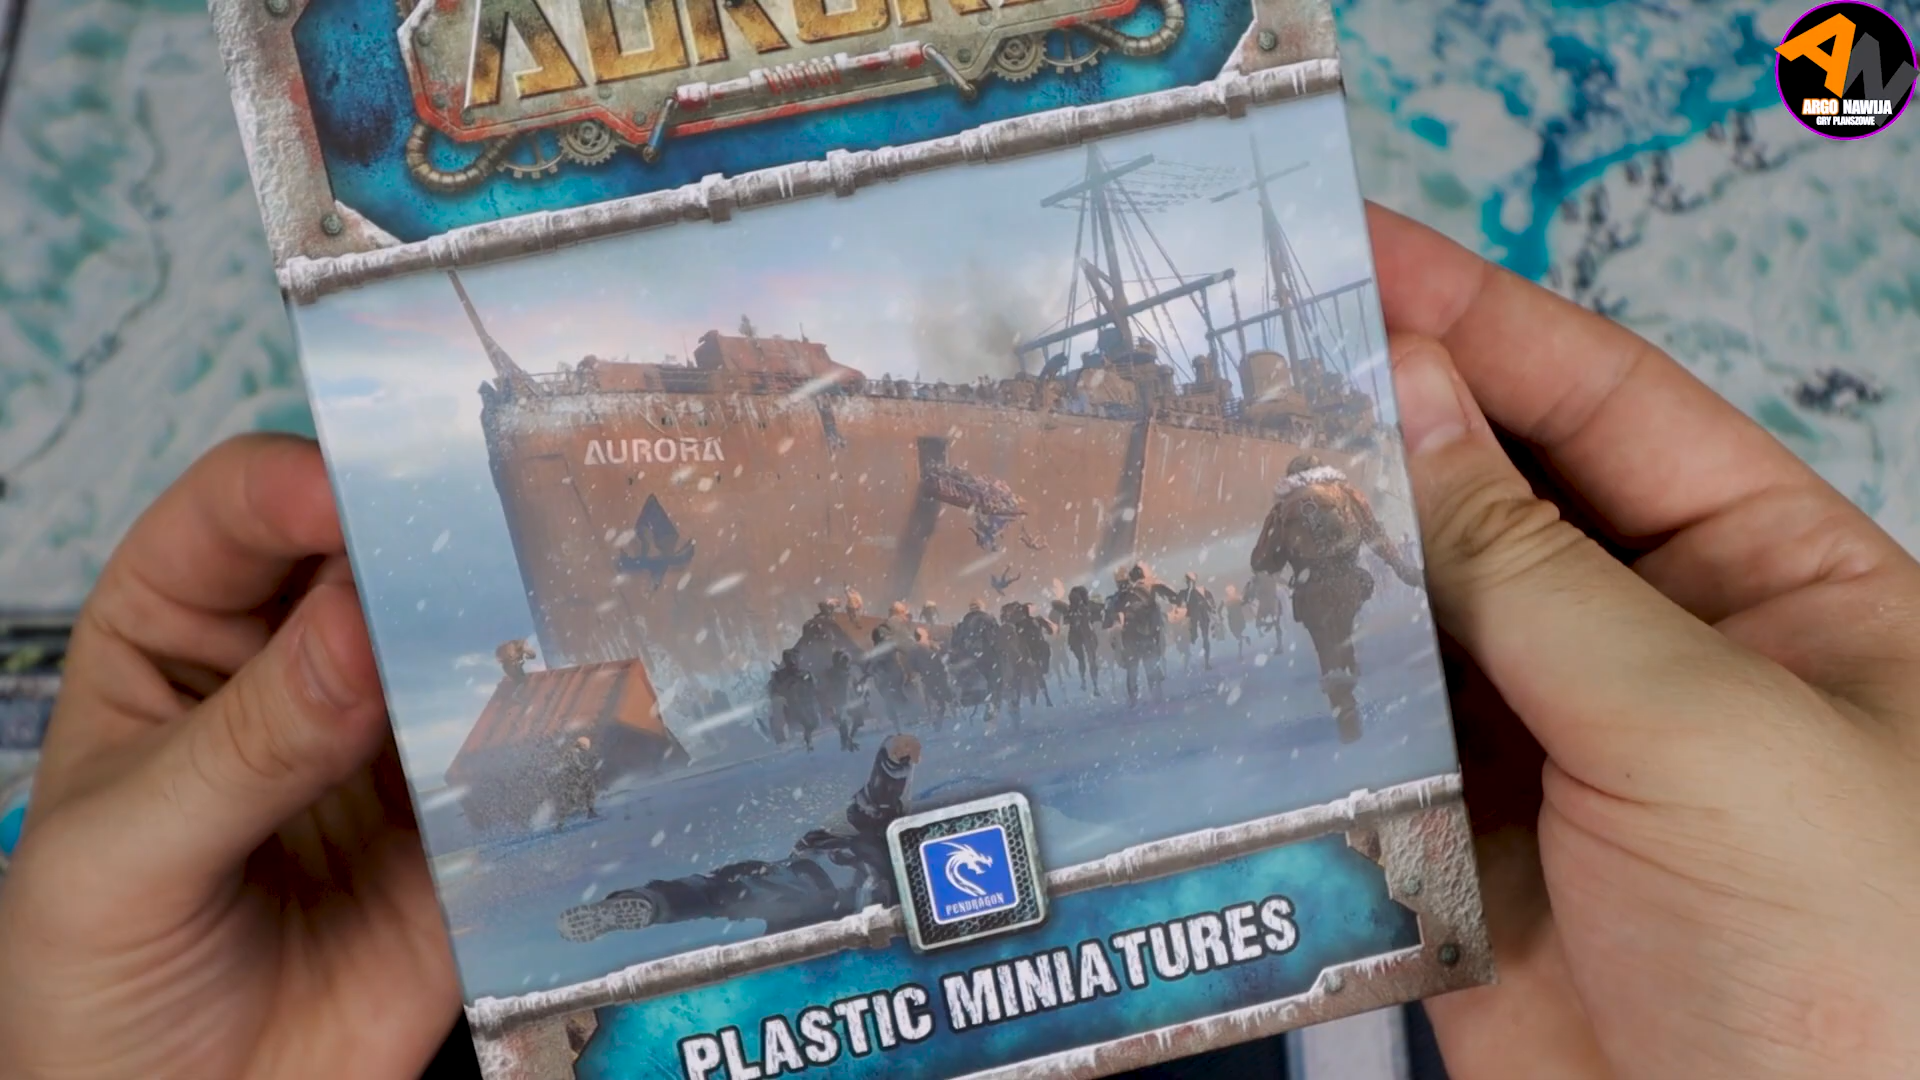 AURORA
ARGO NAWIJA
GRY PLANSZOWE
AURORA
PENDRAGON
PLASTIC MINIATURES